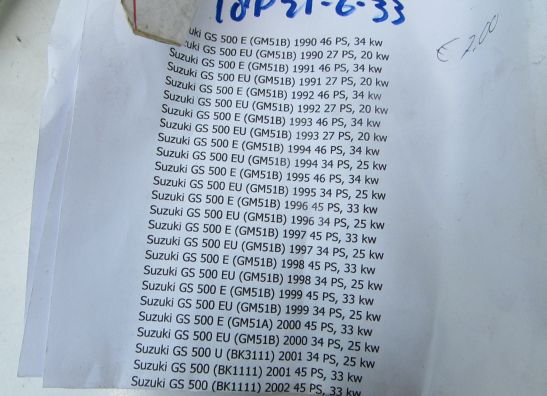 TOP 21-6-33
€ 2,00
uzuki GS 500 E (GM51B) 1990 46 PS, 34 kw
Suzuki GS 500 EU (GM51B) 1990 27 PS, 20 kw
Suzuki GS 500 E (GM51B) 1991 46 PS, 34 kw
Suzuki GS 500 EU (GM51B) 1991 27 PS, 20 kw
Suzuki GS 500 E (GM51B) 1992 46 PS, 34 kw
Suzuki GS 500 EU (GM51B) 1992 27 PS, 20 kw
Suzuki GS 500 E (GM51B) 1993 46 PS, 34 kw
Suzuki GS 500 EU (GM51B) 1993 27 PS, 20 kw
Suzuki GS 500 E (GM51B) 1994 46 PS, 34 kw
Suzuki GS 500 EU (GM51B) 1994 34 PS, 25 kw
Suzuki GS 500 E (GM51B) 1995 46 PS, 34 kw
Suzuki GS 500 EU (GM51B) 1995 34 PS, 25 kw
Suzuki GS 500 E (GM51B) 1996 45 PS, 33 kw
Suzuki GS 500 EU (GM51B) 1996 34 PS, 25 kw
Suzuki GS 500 E (GM51B) 1997 45 PS, 33 kw
Suzuki GS 500 EU (GM51B) 1997 34 PS, 25 kw
Suzuki GS 500 E (GM51B) 1998 45 PS, 33 kw
Suzuki GS 500 EU (GM51B) 1998 34 PS, 25 kw
Suzuki GS 500 E (GM51B) 1999 45 PS, 33 kw
Suzuki GS 500 EU (GM51B) 1999 34 PS, 25 kw
Suzuki GS 500 E (GM51A) 2000 45 PS, 33 kw
Suzuki GS 500 EU (GM51B) 2000 34 PS, 25 kw
Suzuki GS 500 U (BK3111) 2001 34 PS, 25 kw
Suzuki GS 500 (BK1111) 2001 45 PS, 33 kw
Suzuki GS 500 (BK1111) 2002 45 PS, 33 kw